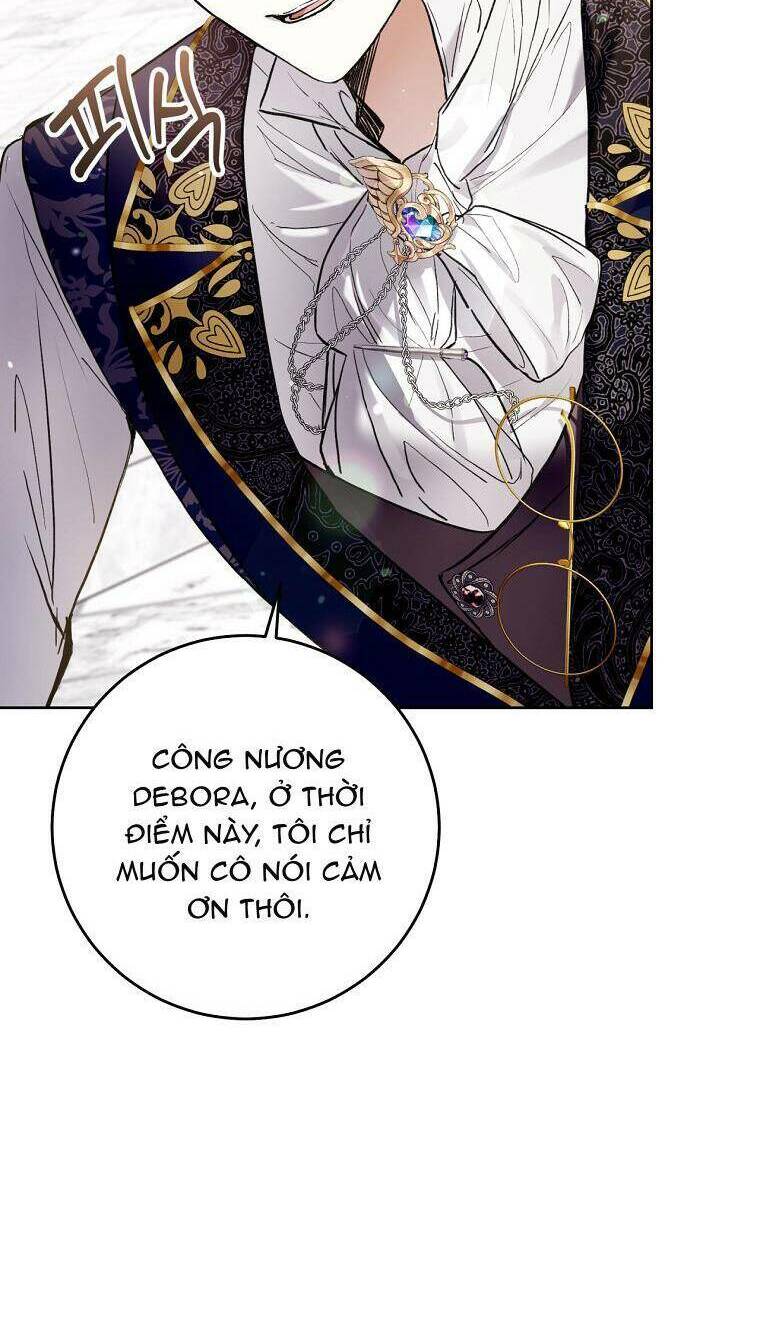 피식
CÔNG NƯƠNG
DEBORA, Ở THỜI
ĐIỂM NÀY, TÔI CHỈ
MUỐN CÔ NÓI CẢM
ƠN THÔI.